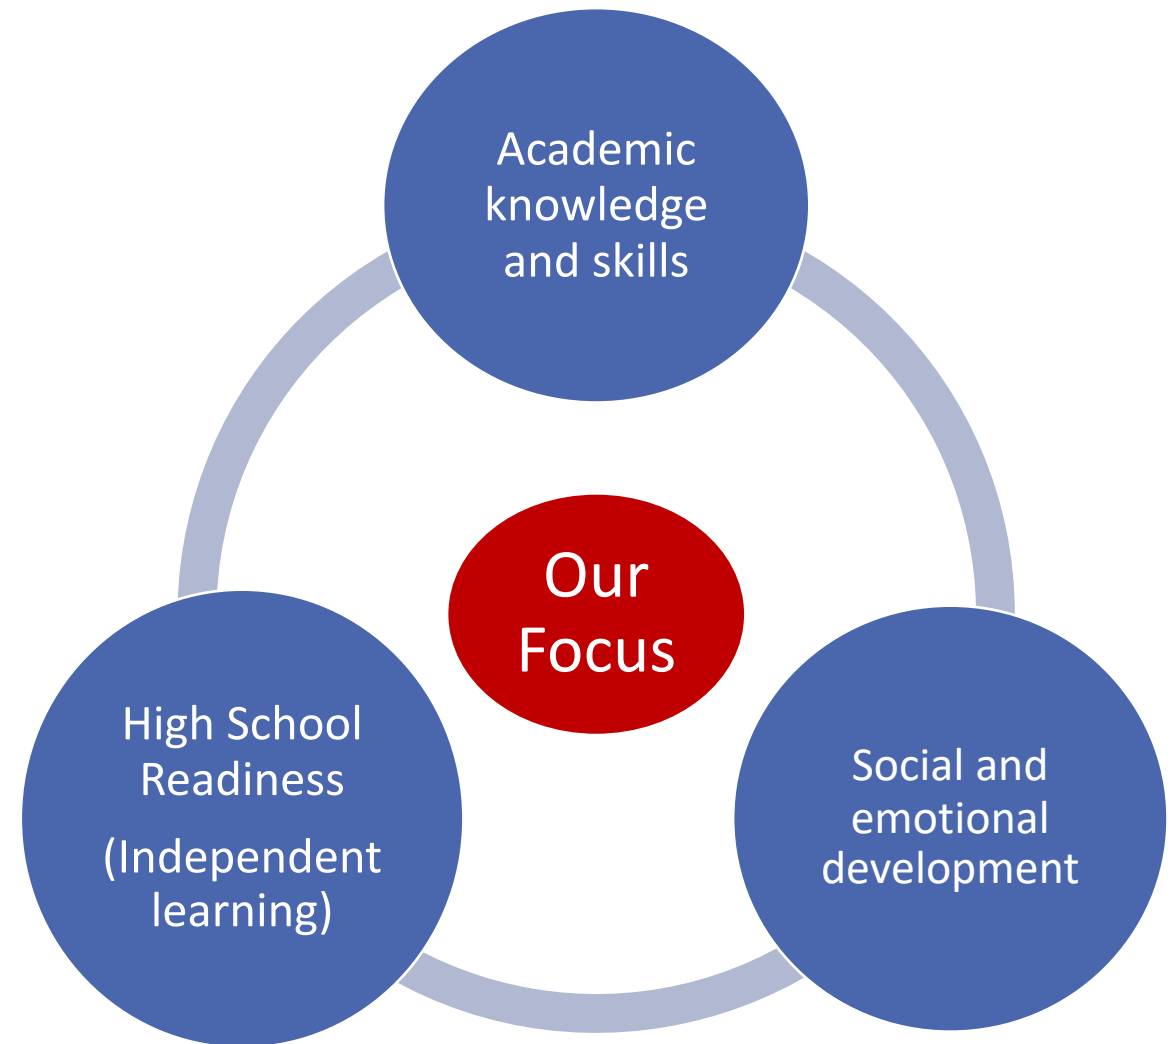 Academic
knowledge
and skills
Our
Focus
High School
Readiness
(Independent
learning)
Social and
emotional
development